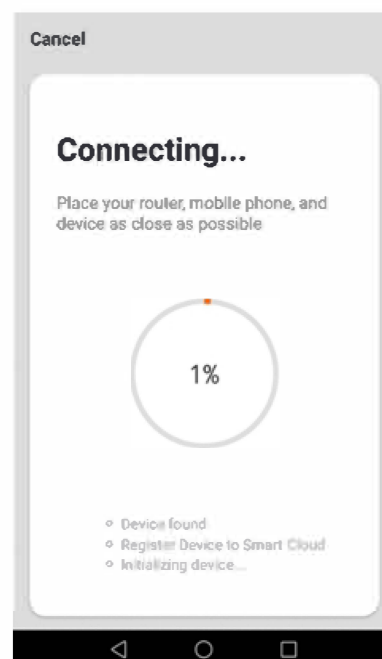 Cancel
Connecting...
Place your router, mobile phone, and
device as close as possible
1%
Device found
Register Device to Smart Cloud
Initializing device...